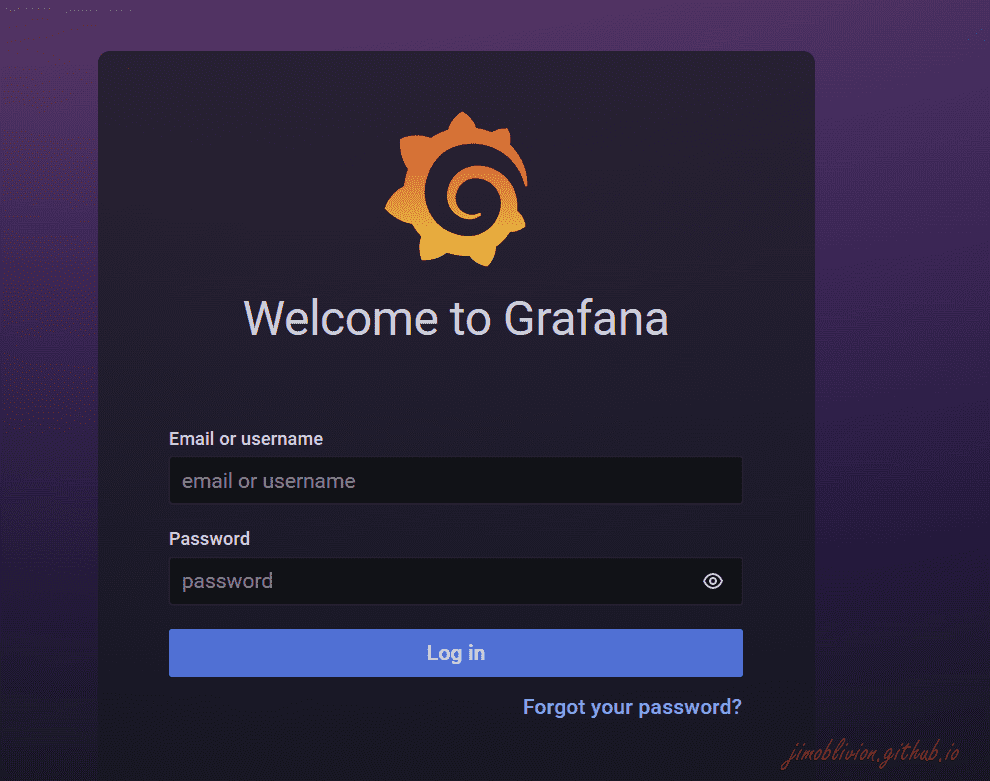 Welcome to Grafana
Email or username
email or username
Password
password
Log in
Forgot your password?
jimoblivion.github.io